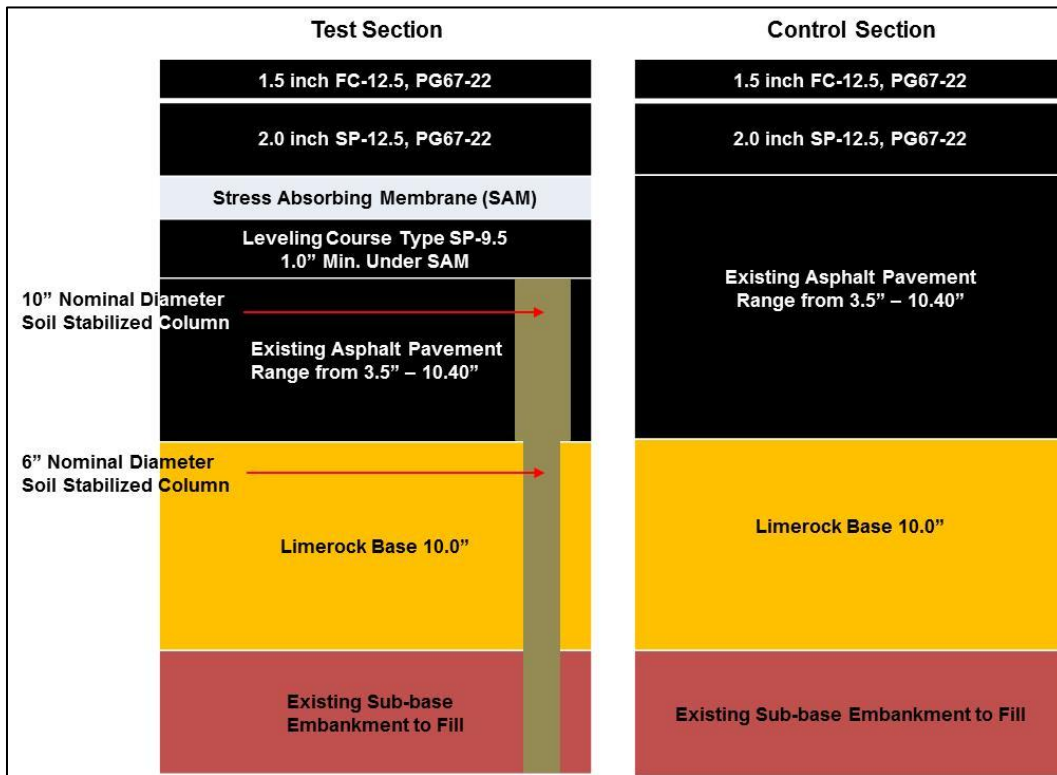 Test Section
1.5 inch FC-12.5, PG67-22
2.0 inch SP-12.5, PG67-22
Stress Absorbing Membrane (SAM)
Leveling Course Type SP-9.5
1.0” Min. Under SAM
10” Nominal Diameter
Soil Stabilized Column
Existing Asphalt Pavement
Range from 3.5” – 10.40”
6” Nominal Diameter
Soil Stabilized Column
Limerock Base 10.0”
Existing Sub-base
Embankment to Fill
Control Section
1.5 inch FC-12.5, PG67-22
2.0 inch SP-12.5, PG67-22
Existing Asphalt Pavement
Range from 3.5” – 10.40”
Limerock Base 10.0”
Existing Sub-base Embankment to Fill